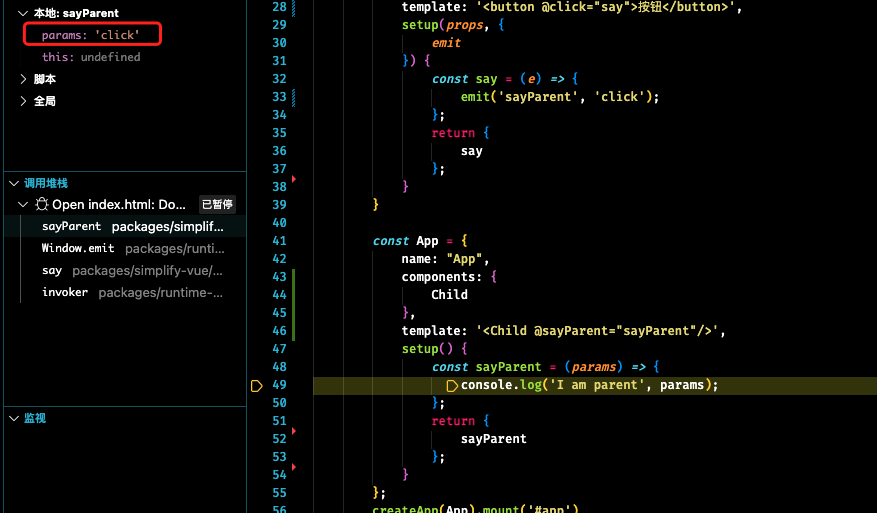 本地: sayParent
params: 'click'
this: undefined
脚本
全局
调用堆栈
Open index.html: Do... 已暂停
sayParent packages/simplif...
Window.emit packages/runti...
say packages/simplify-vue/...
invoker packages/runtime-...
监视
28 template: '<button @click="say">按钮</button>',
29 setup(props, {
30 emit
31 }) {
32 const say = (e) => {
33 emit('sayParent', 'click');
34 };
35 return {
36 say
37 };
38 }
39 }
40
41 const App = {
42 name: "App",
43 components: {
44 Child
45 },
46 template: '<Child @sayParent="sayParent"/>',
47 setup() {
48 const sayParent = (params) => {
49 console.log('I am parent', params);
50 };
51 return {
52 sayParent
53 };
54 }
55 };
56 createApp(App).mount('#app')